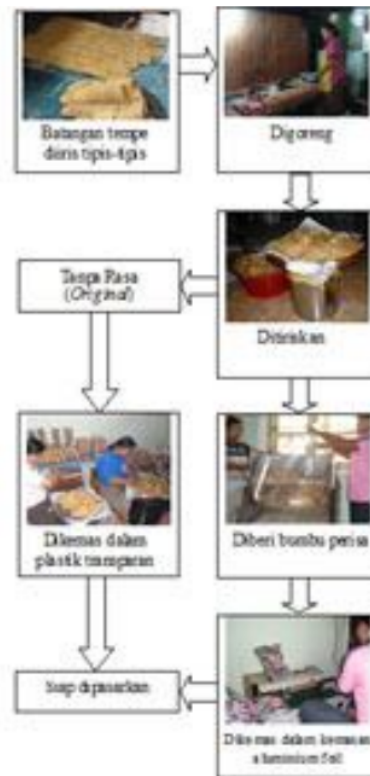 Batangan tempe
diiris tipis-tipis
Digoreng
Ditiriskan
Tanpa Rasa
(Original)
Diberi bumbu perisa
Dikemas dalam
plastik transparan
Dikemas dalam kemasan
aluminium foil
Siap dipasarkan